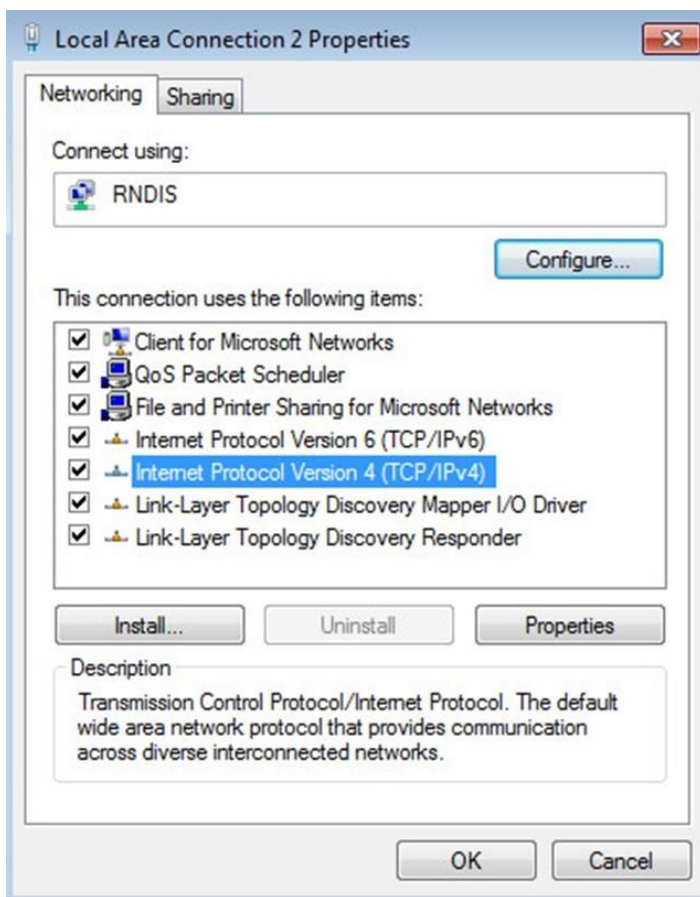 Local Area Connection 2 Properties
Networking
Sharing
Connect using:
RNDIS
Configure...
This connection uses the following items:
Client for Microsoft Networks
QoS Packet Scheduler
File and Printer Sharing for Microsoft Networks
Internet Protocol Version 6 (TCP/IPv6)
Internet Protocol Version 4 (TCP/IPv4)
Link-Layer Topology Discovery Mapper I/O Driver
Link-Layer Topology Discovery Responder
Install...
Uninstall
Properties
Description
Transmission Control Protocol/Internet Protocol. The default
wide area network protocol that provides communication
across diverse interconnected networks.
OK
Cancel